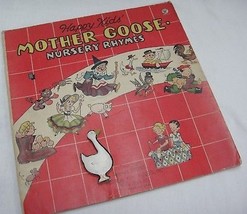 Happy Kids'
MOTHER GOOSE
NURSERY RHYMES